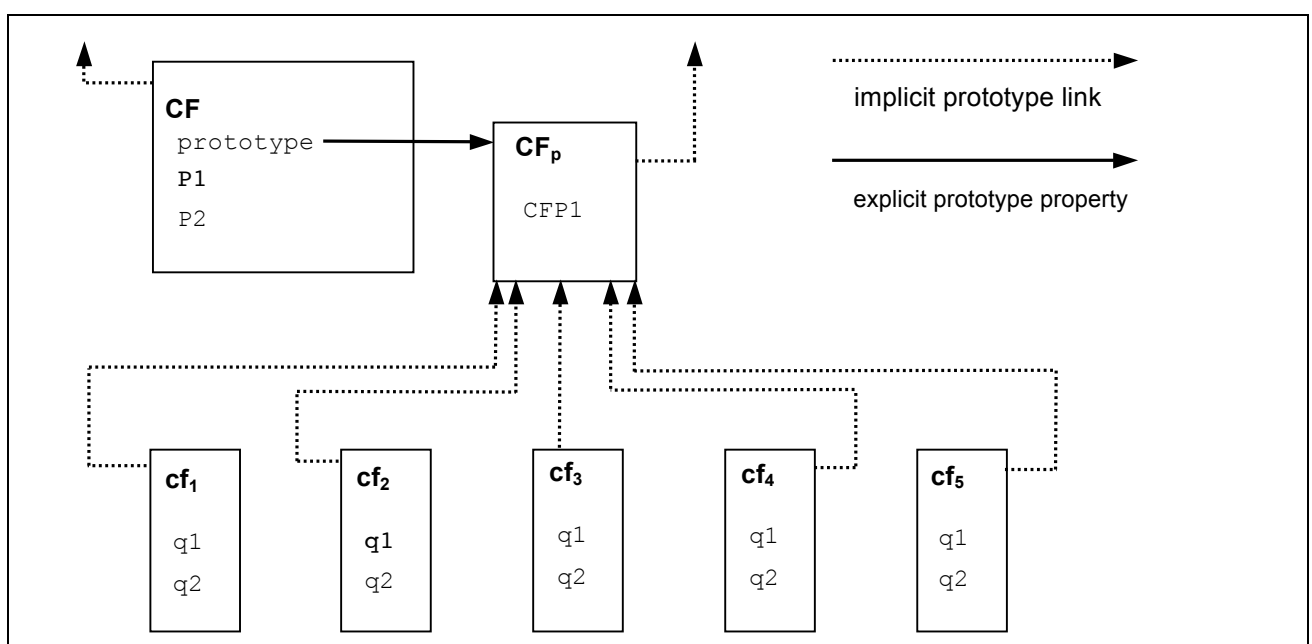 CF
prototype
P1
P2
CFp
CFP1
implicit prototype link
explicit prototype property
cf1
q1
q2
cf2
q1
q2
cf3
q1
q2
cf4
q1
q2
cf5
q1
q2